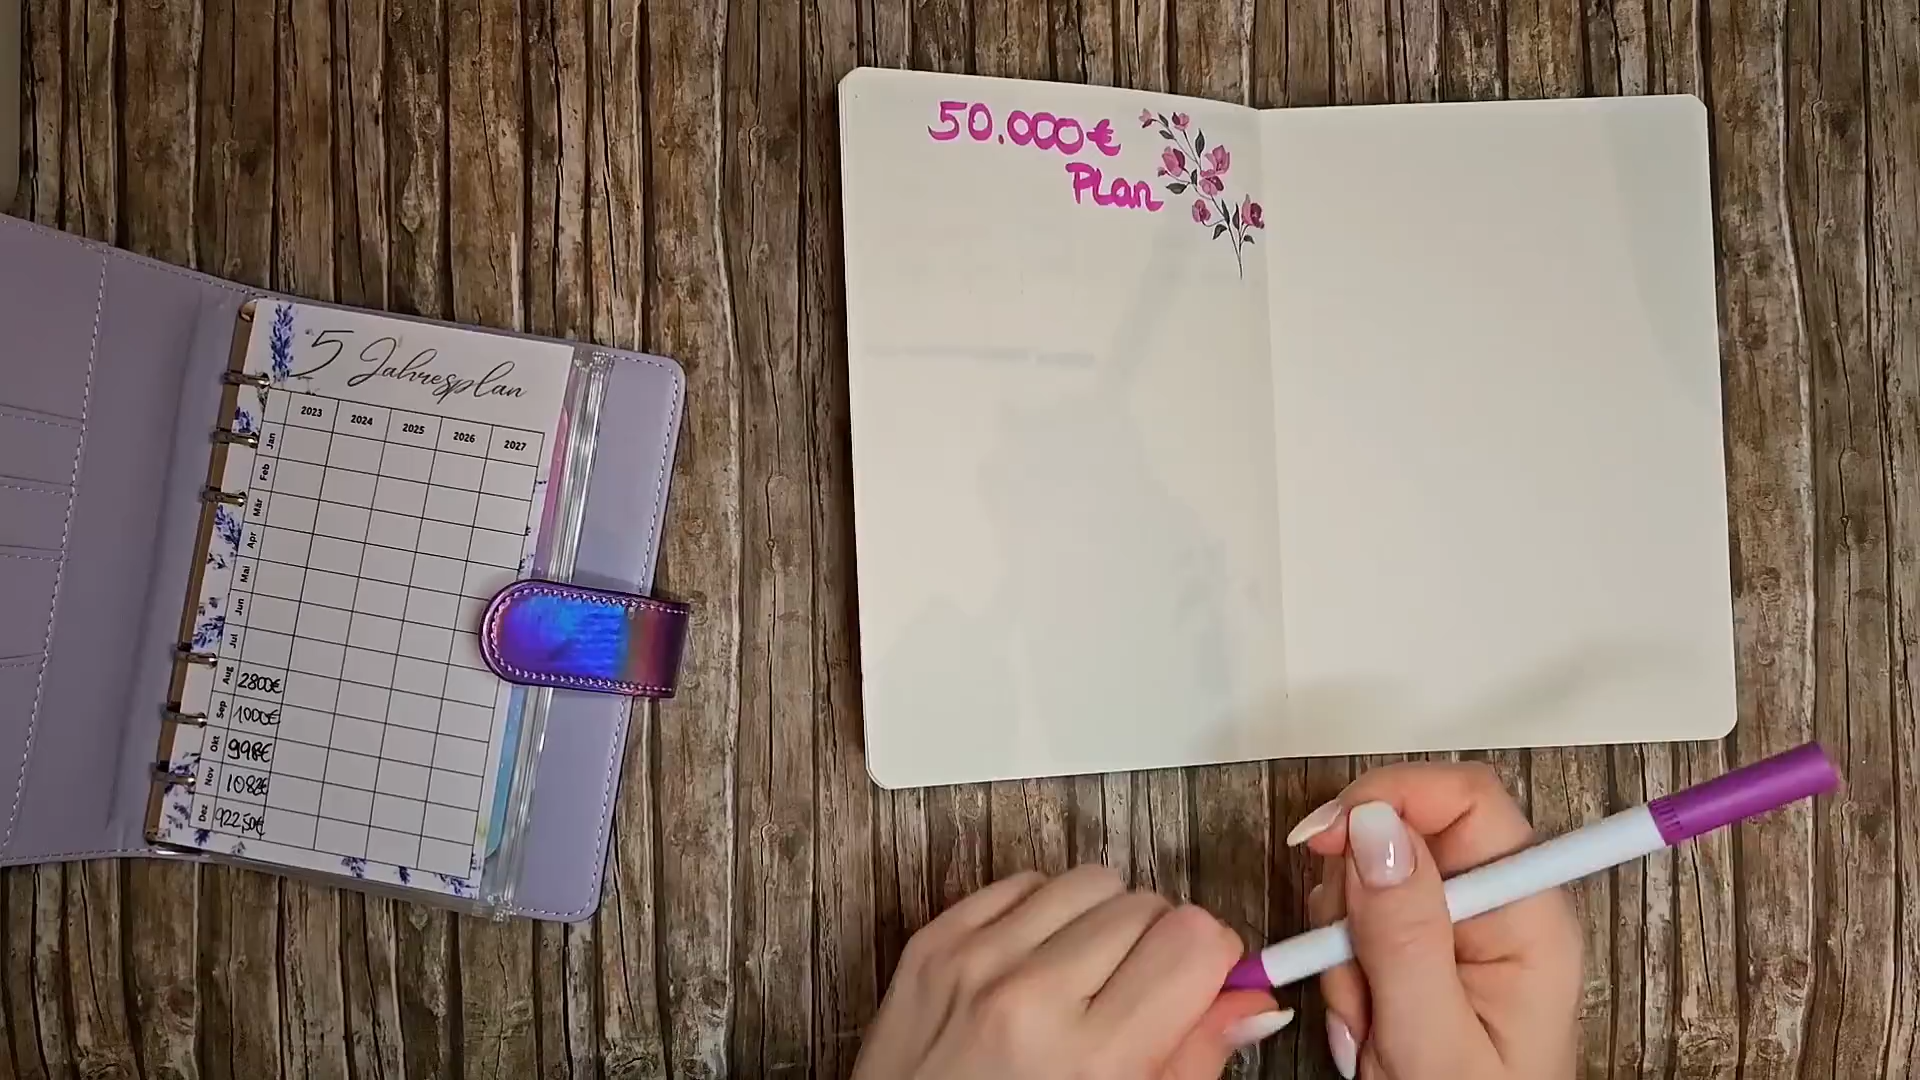 50.000€
Plan
5 Jahresplan
2023 2024 2025 2026 2027
Jan
Feb
Mär
Apr
Mai
Jun
Jul
Aug 2800€
Sep 1000€
Okt 998€
Nov 1082€
Dez 922,50€